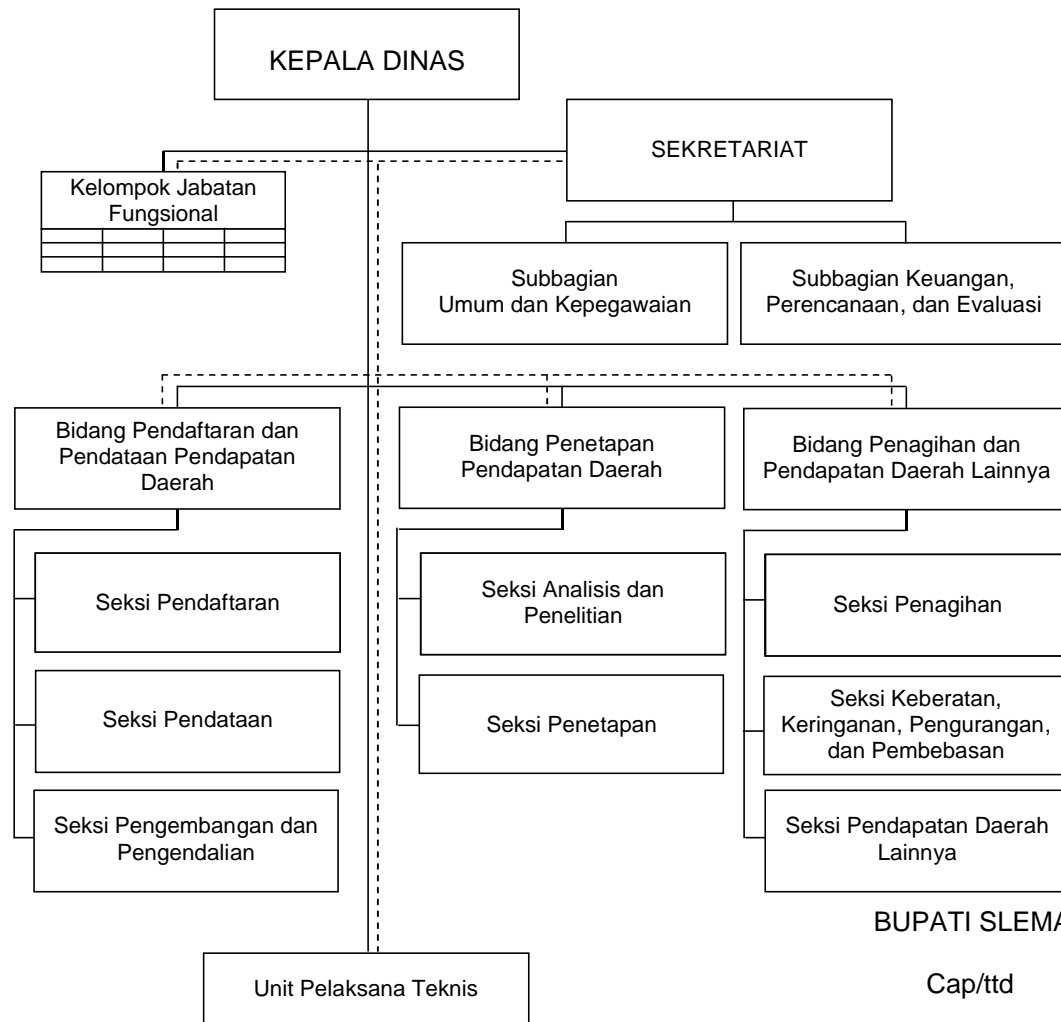 KEPALA DINAS
SEKRETARIAT
Kelompok Jabatan
Fungsional
Subbagian
Umum dan Kepegawaian
Subbagian Keuangan,
Perencanaan, dan Evaluasi
Bidang Pendaftaran dan
Pendataan Pendapatan
Daerah
Bidang Penetapan
Pendapatan Daerah
Bidang Penagihan dan
Pendapatan Daerah Lainnya
Seksi Pendaftaran
Seksi Analisis dan
Penelitian
Seksi Penagihan
Seksi Pendataan
Seksi Penetapan
Seksi Keberatan,
Keringanan, Pengurangan,
dan Pembebasan
Seksi Pengembangan dan
Pengendalian
Seksi Pendapatan Daerah
Lainnya
BUPATI SLEMA
Cap/ttd
Unit Pelaksana Teknis